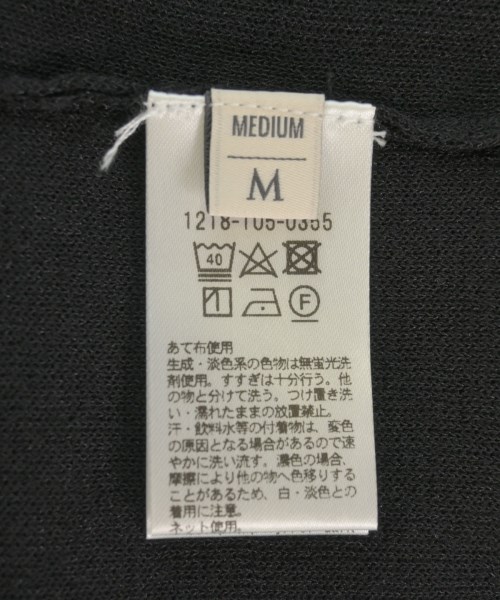 MEDIUM
M
1218-105-0355
40
F
あて布使用
生成・淡色系の色物は無蛍光洗
剤使用。すすぎは十分行う。他
の物と分けて洗う。つけ置き洗
い・濡れたままの放置禁止。
汗・飲料水等の付着物は、変色
の原因となる場合があるので速
やかに洗い流す。濃色の場合、
摩擦により他の物へ色移りする
ことがあるため、白・淡色との
着用に注意。
ネット使用。